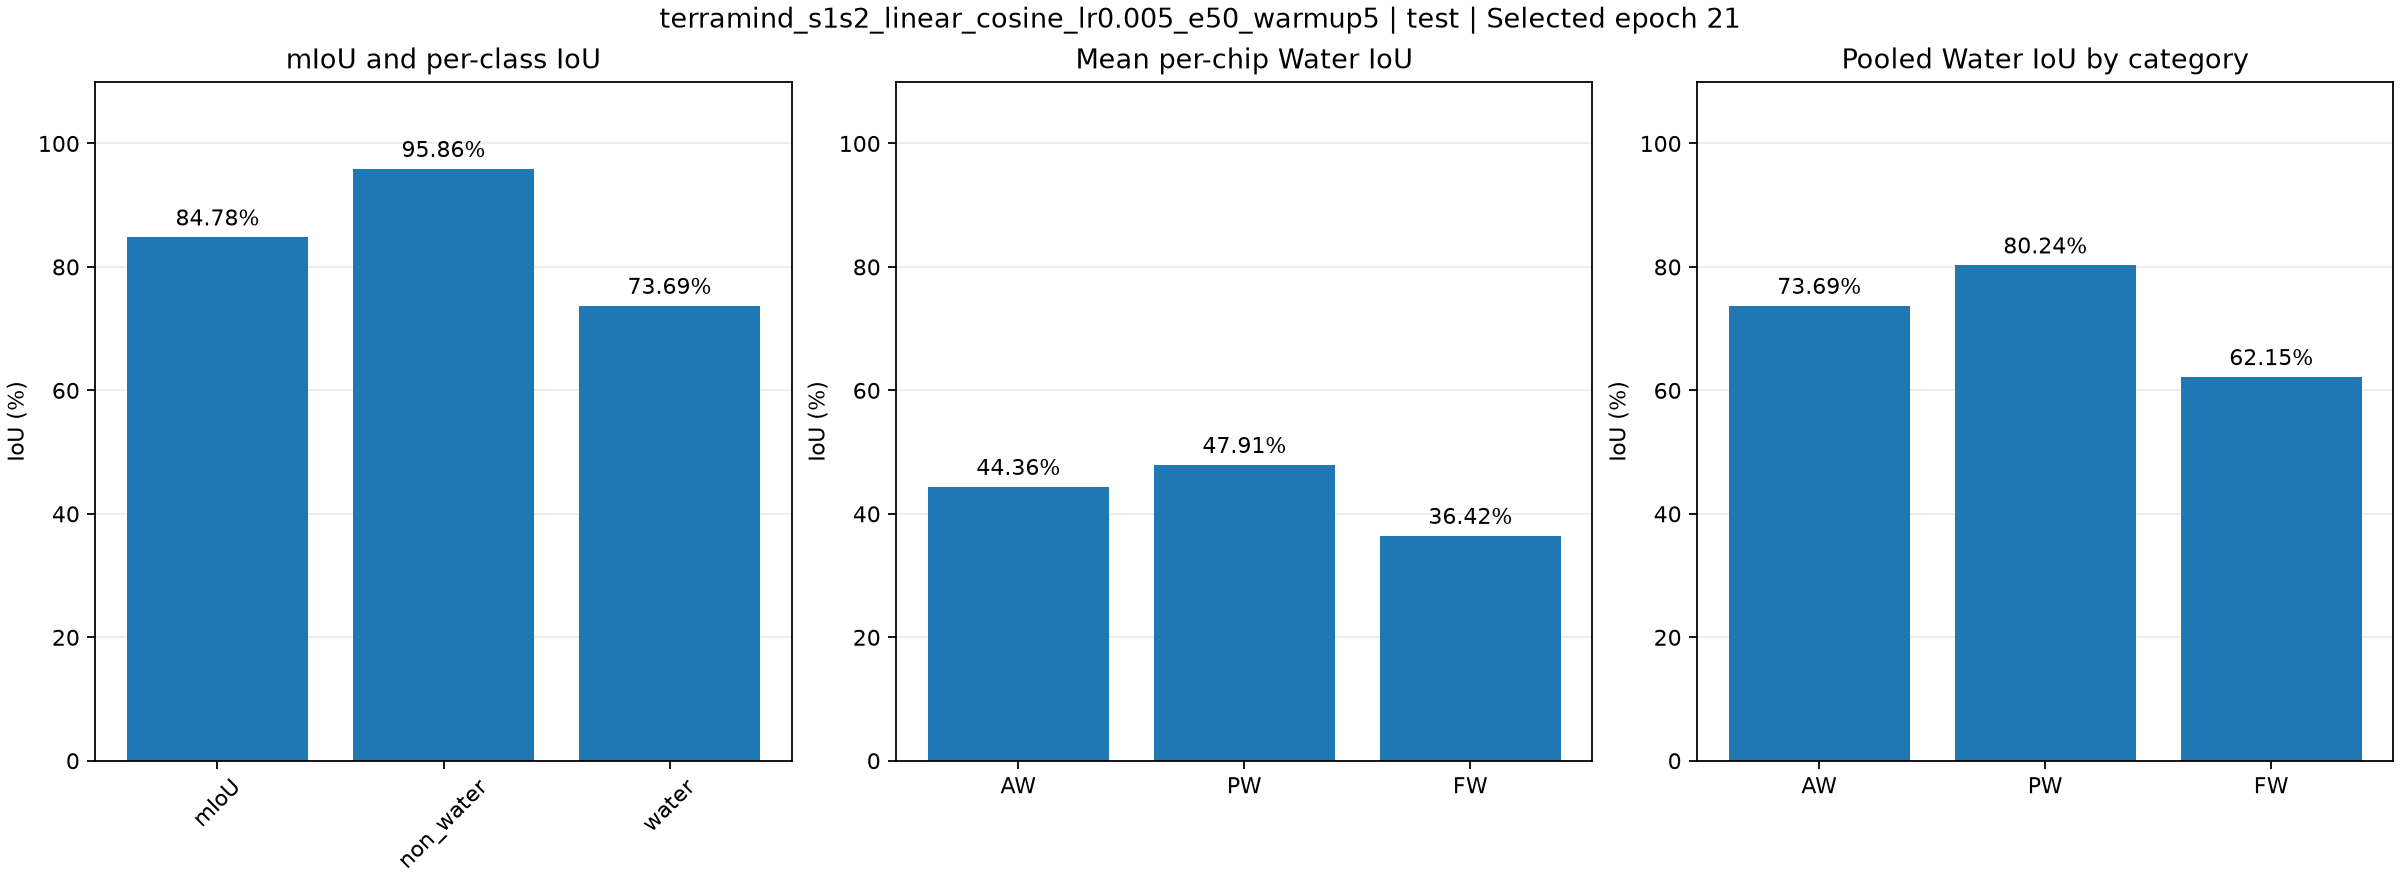 terramind_s1s2_linear_cosine_lr0.005_e50_warmup5 | test | Selected epoch 21
mIoU and per-class IoU
IoU (%)
100
80
60
40
20
0
84.78%
95.86%
73.69%
mIoU
non_water
water
Mean per-chip Water IoU
IoU (%)
100
80
60
40
20
0
44.36%
47.91%
36.42%
AW
PW
FW
Pooled Water IoU by category
IoU (%)
100
80
60
40
20
0
73.69%
80.24%
62.15%
AW
PW
FW